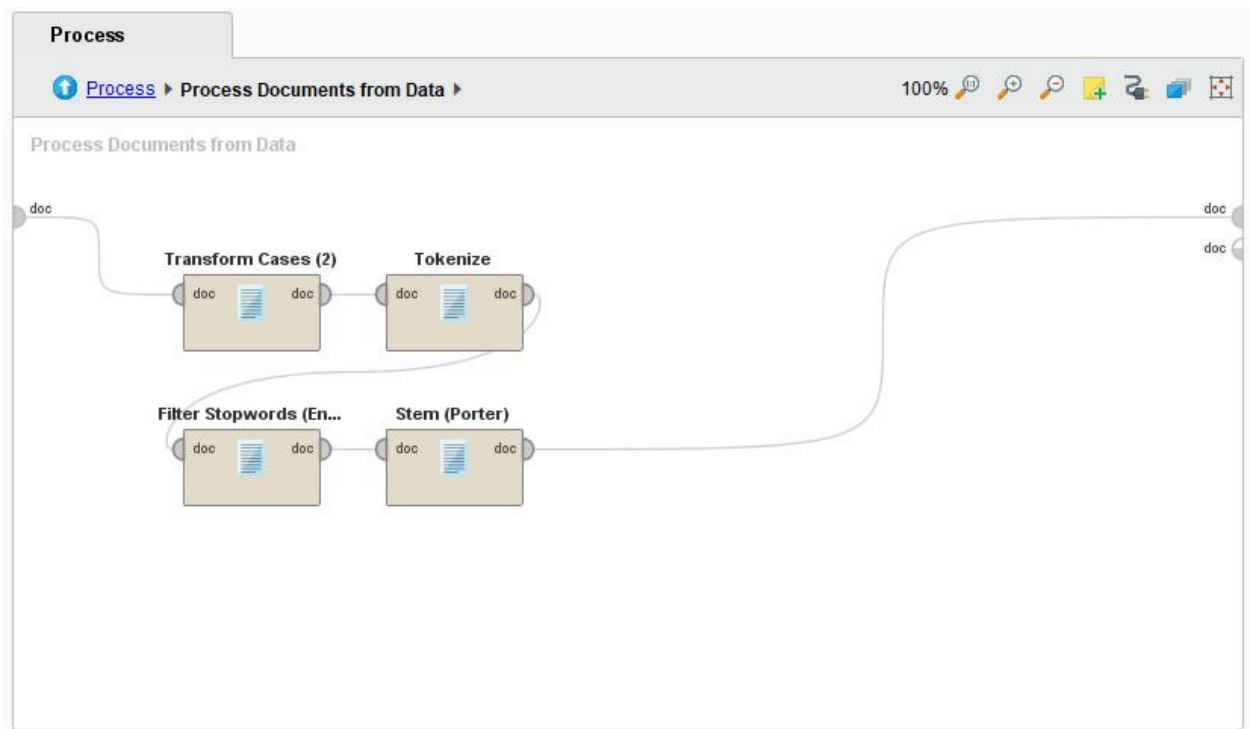 Process
Process Process Documents from Data
100%
Process Documents from Data
doc
doc
doc
Transform Cases (2) Tokenize
doc doc doc doc
Filter Stopwords (En... Stem (Porter)
doc doc doc doc